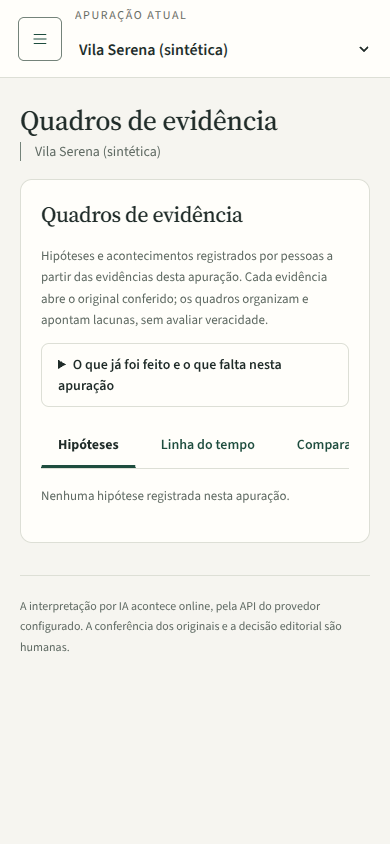 APURAÇÃO ATUAL
Vila Serena (sintética)
Quadros de evidência
Vila Serena (sintética)
Quadros de evidência
Hipóteses e acontecimentos registrados por pessoas a
partir das evidências desta apuração. Cada evidência
abre o original conferido; os quadros organizam e
apontam lacunas, sem avaliar veracidade.
O que já foi feito e o que falta nesta
apuração
Hipóteses Linha do tempo Compara
Nenhuma hipótese registrada nesta apuração.
A interpretação por IA acontece online, pela API do provedor
configurado. A conferência dos originais e a decisão editorial são
humanas.